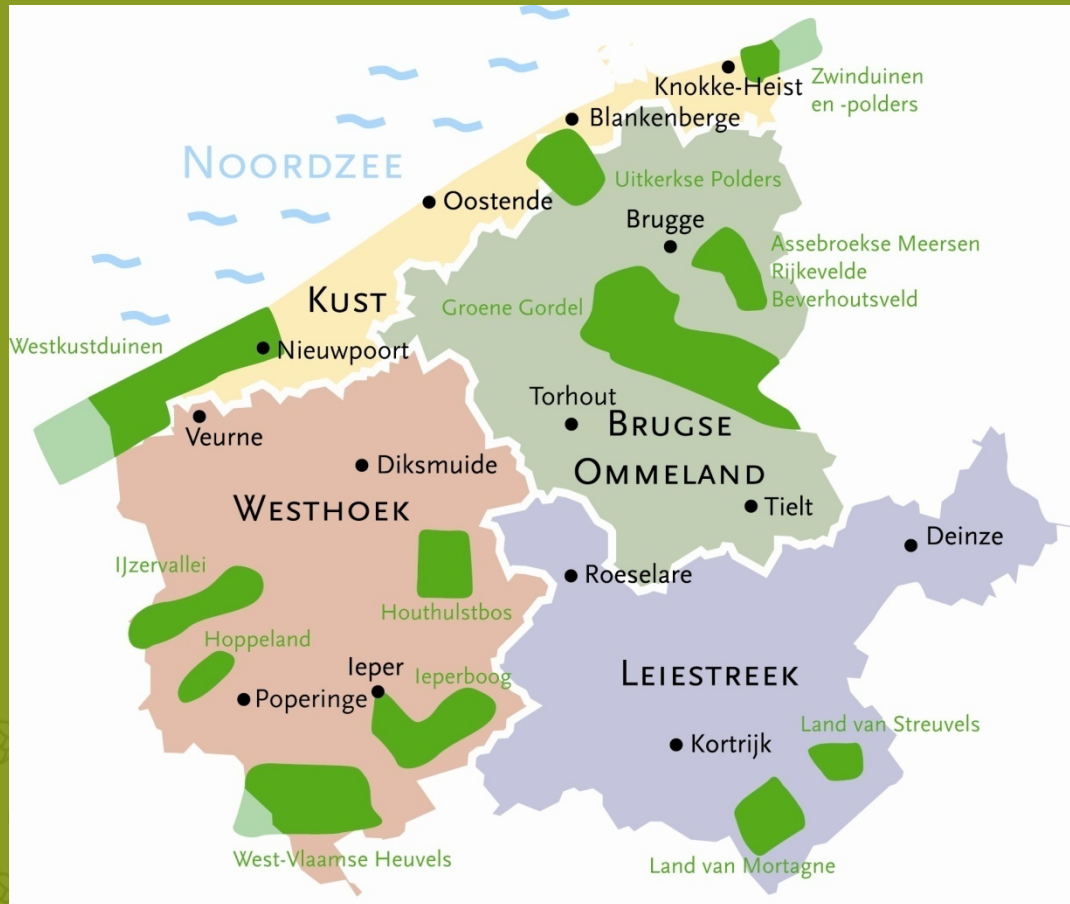 Knokke-Heist
Zwinduinen
en -polders
Blankenberge
NOORDZEE
Uitkerkse Polders
Oostende
Brugge
Assebroekse Meersen
Rijkevelde
Beverhoutsveld
KUST
Groene Gordel
Westkustduinen
Nieuwpoort
Torhout
BRUGSE
OMMELAND
Veurne
Diksmuide
WESTHOEK
Tielt
Deinze
IJzervallei
Roeselare
Houthulstbos
Hoppeland
Ieper
Ieperboog
LEIESTREEK
Poperinge
Land van Streuvels
Kortrijk
West-Vlaamse Heuvels
Land van Mortagne